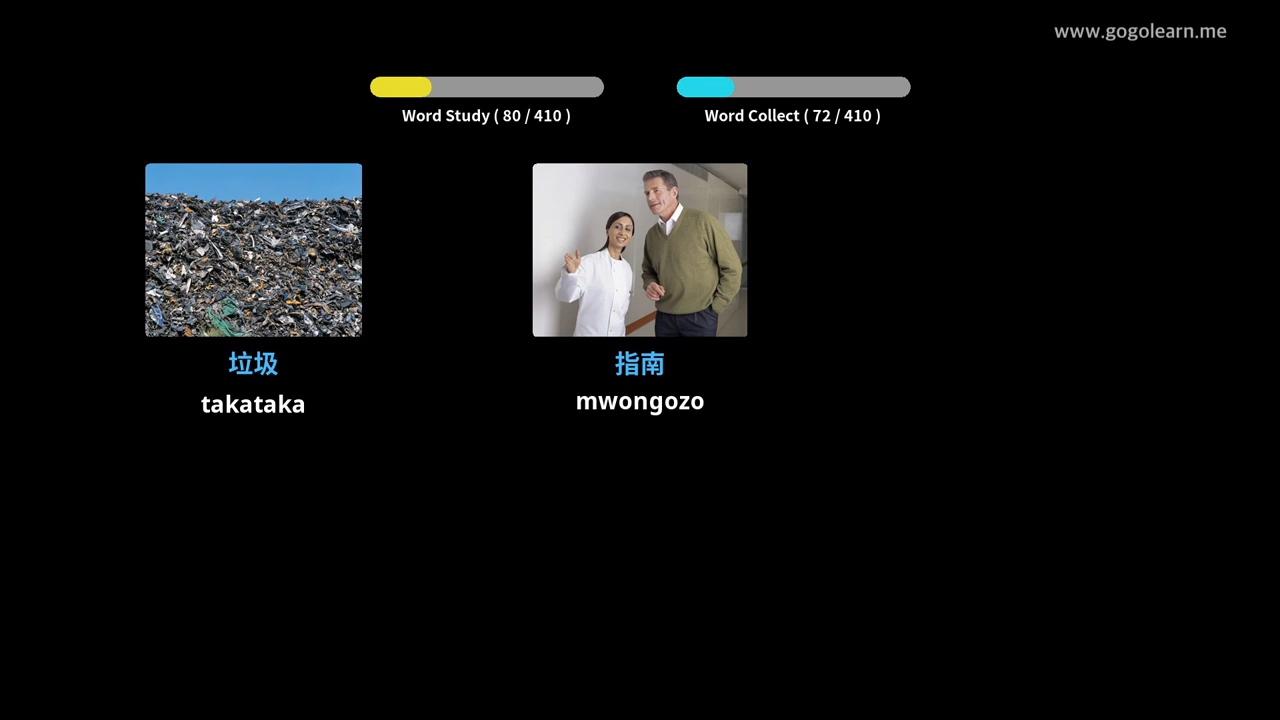 www.gogolearn.me
Word Study ( 80 / 410 )
Word Collect ( 72 / 410 )
垃圾
takataka
指南
mwongozo